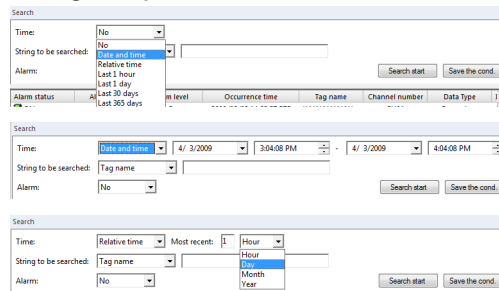 Search
Time: No
No
String to be searched: Date and time
Relative time
Last 1 hour
Alarm: Last 1 day Search start Save the cond.
Last 30 days
Last 365 days
Alarm status m level Occurrence time Tag name Channel number Data Type
Search
Time: Date and time 4/ 3/2009 3:04:08 PM - 4/ 3/2009 4:04:08 PM
String to be searched: Tag name
Alarm: No Search start Save the cond.
Search
Time: Relative time Most recent: 1 Hour
Hour
String to be searched: Tag name Day
Month
Alarm: No Year Search start Save the cond.